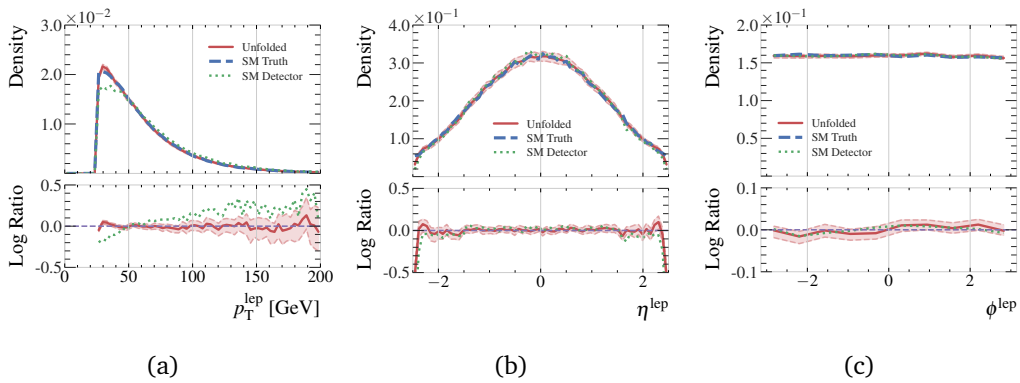 3.0 ×10⁻²
Density
2.0
1.0
Unfolded
SM Truth
SM Detector
Log Ratio
0.5
0.0
-0.5
0 50 100 150 200
p_T^lep [GeV]
(a)
4.0 ×10⁻¹
Density
3.0
2.0
1.0
Unfolded
SM Truth
SM Detector
Log Ratio
0.5
0.0
-0.5
−2 0 2
η^lep
(b)
2.0 ×10⁻¹
Density
1.5
1.0
Unfolded
SM Truth
SM Detector
Log Ratio
0.1
0.0
-0.1
−2 0 2
ϕ^lep
(c)